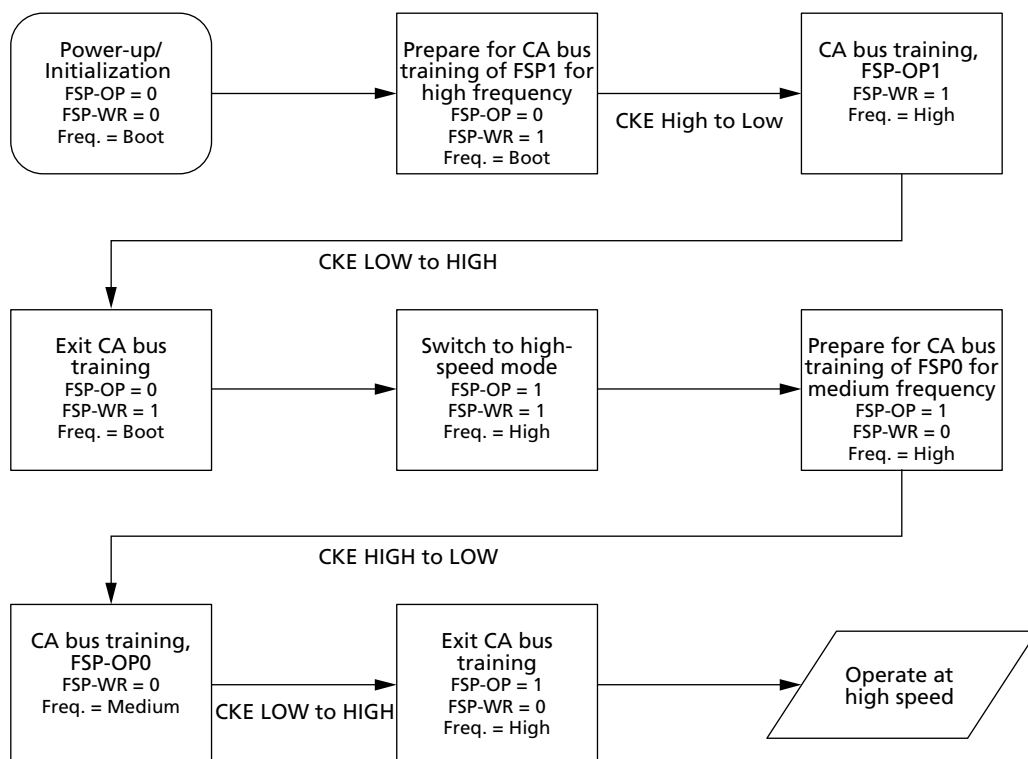 Power-up/
Initialization
FSP-OP = 0
FSP-WR = 0
Freq. = Boot
Prepare for CA bus
training of FSP1 for
high frequency
FSP-OP = 0
FSP-WR = 1
Freq. = Boot
CKE High to Low
CA bus training,
FSP-OP1
FSP-WR = 1
Freq. = High
CKE LOW to HIGH
Exit CA bus
training
FSP-OP = 0
FSP-WR = 1
Freq. = Boot
Switch to high-
speed mode
FSP-OP = 1
FSP-WR = 1
Freq. = High
Prepare for CA bus
training of FSP0 for
medium frequency
FSP-OP = 1
FSP-WR = 0
Freq. = High
CKE HIGH to LOW
CA bus training,
FSP-OP0
FSP-WR = 0
Freq. = Medium
CKE LOW to HIGH
Exit CA bus
training
FSP-OP = 1
FSP-WR = 0
Freq. = High
Operate at
high speed